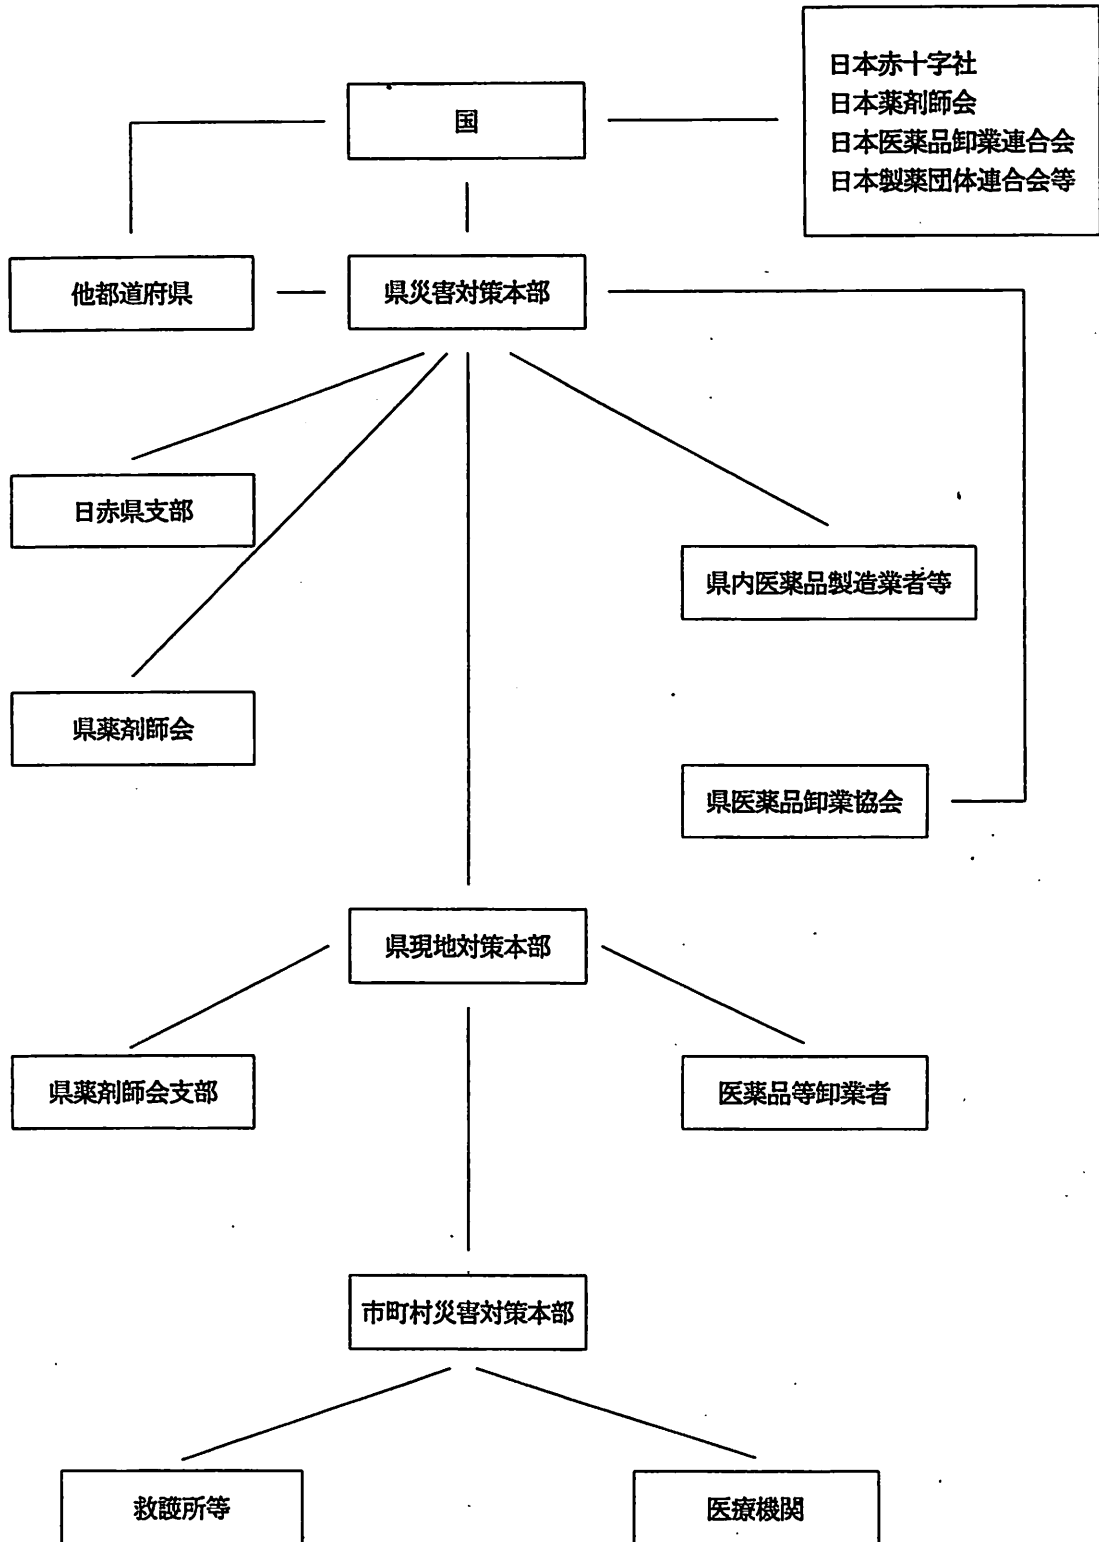 日本赤十字社
日本薬剤師会
日本医薬品卸業連合会
日本製薬団体連合会等
国
他都道府県
県災害対策本部
日赤県支部
県内医薬品製造業者等
県薬剤師会
県医薬品卸業協会
県現地対策本部
県薬剤師会支部
医薬品等卸業者
市町村災害対策本部
救護所等
医療機関